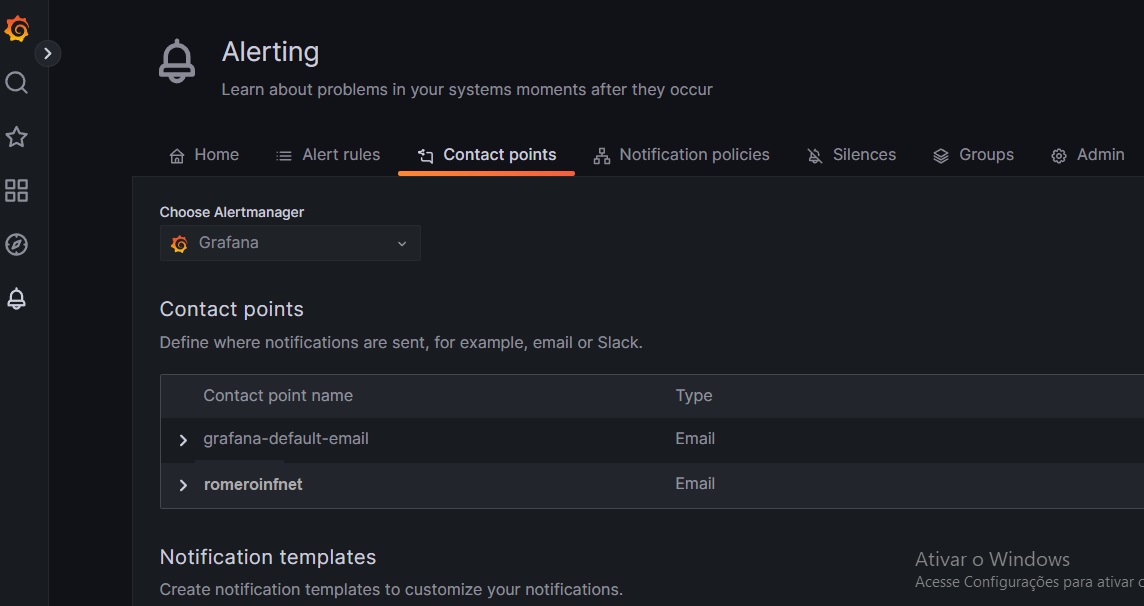 Alerting
Learn about problems in your systems moments after they occur
Home Alert rules Contact points Notification policies Silences Groups Admin
Choose Alertmanager
Grafana
Contact points
Define where notifications are sent, for example, email or Slack.
Contact point name Type
grafana-default-email Email
romeroinfnet Email
Notification templates
Ativar o Windows
Create notification templates to customize your notifications.
Acesse Configurações para ativar